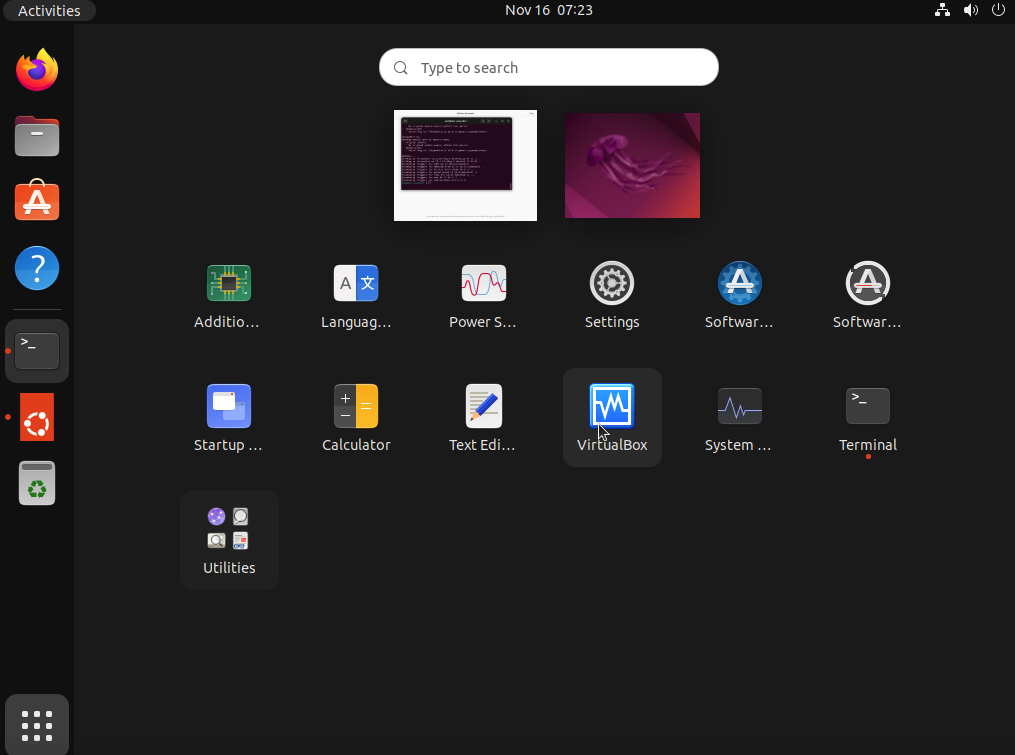 Activities
Nov 16 07:23
Type to search
Additio...
Languag...
Power S...
Settings
Softwar...
Softwar...
Startup ...
Calculator
Text Edi...
VirtualBox
System ...
Terminal
Utilities